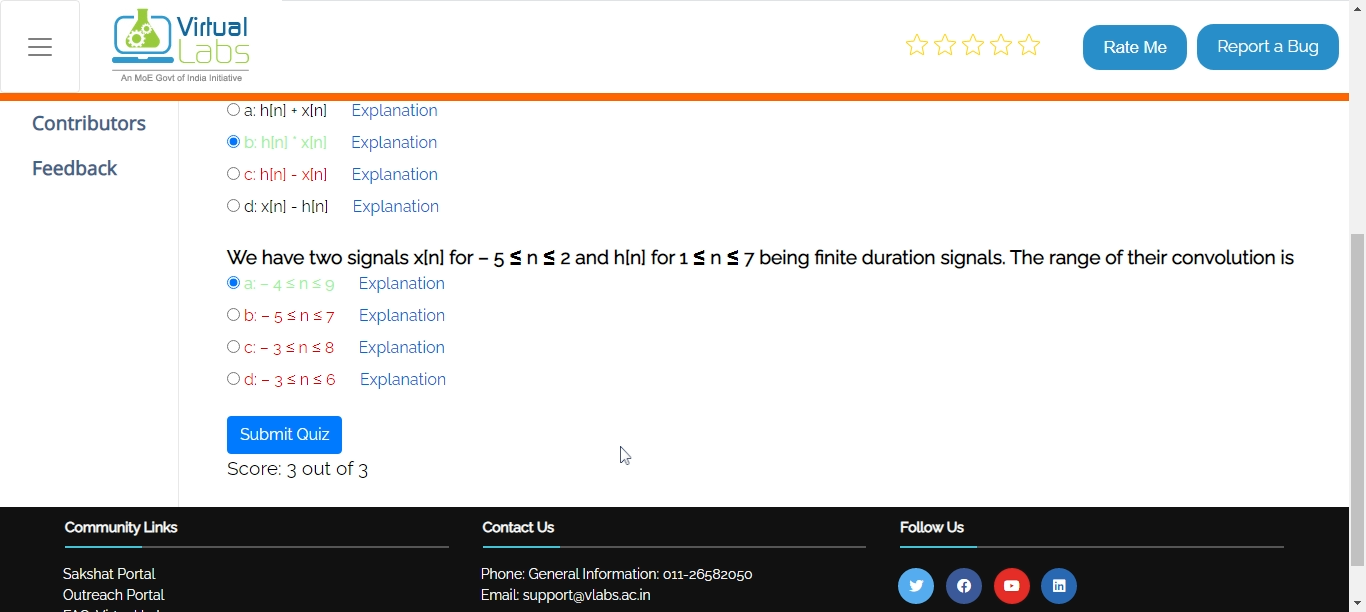 Virtual
Labs
An MoE Govt of India Initiative
Rate Me
Report a Bug
Contributors
Feedback
a: h[n] + x[n] Explanation
b: h[n] * x[n] Explanation
c: h[n] - x[n] Explanation
d: x[n] - h[n] Explanation
We have two signals x[n] for – 5 ≤ n ≤ 2 and h[n] for 1 ≤ n ≤ 7 being finite duration signals. The range of their convolution is
a: – 4 ≤ n ≤ 9 Explanation
b: – 5 ≤ n ≤ 7 Explanation
c: – 3 ≤ n ≤ 8 Explanation
d: – 3 ≤ n ≤ 6 Explanation
Submit Quiz
Score: 3 out of 3
Community Links
Sakshat Portal
Outreach Portal
Contact Us
Phone: General Information: 011-26582050
Email: support@vlabs.ac.in
Follow Us